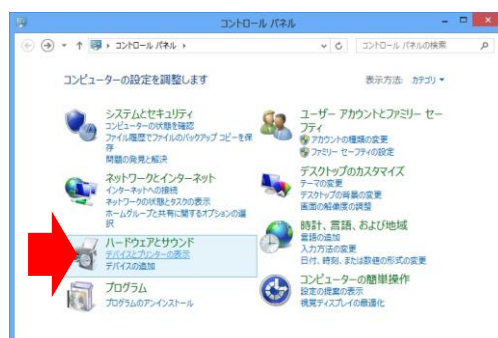 コントロール パネル
コントロール パネル
コントロール パネルの検索
コンピューターの設定を調整します
表示方法: カテゴリ
システムとセキュリティ
コンピューターの状態を確認
ファイル履歴でファイルのバックアップ コピーを保
存
問題の発見と解決
ネットワークとインターネット
インターネットへの接続
ネットワークの状態とタスクの表示
ホームグループと共有に関するオプションの選
択
ハードウェアとサウンド
デバイスとプリンターの表示
デバイスの追加
プログラム
プログラムのアンインストール
ユーザー アカウントとファミリー セー
フティ
アカウントの種類の変更
ファミリー セーフティの設定
デスクトップのカスタマイズ
テーマの変更
デスクトップの背景の変更
画面の解像度の調整
時計、言語、および地域
言語の追加
入力方法の変更
日付、時刻、または数値の形式の変更
コンピューターの簡単操作
設定の提案の表示
視覚ディスプレイの最適化